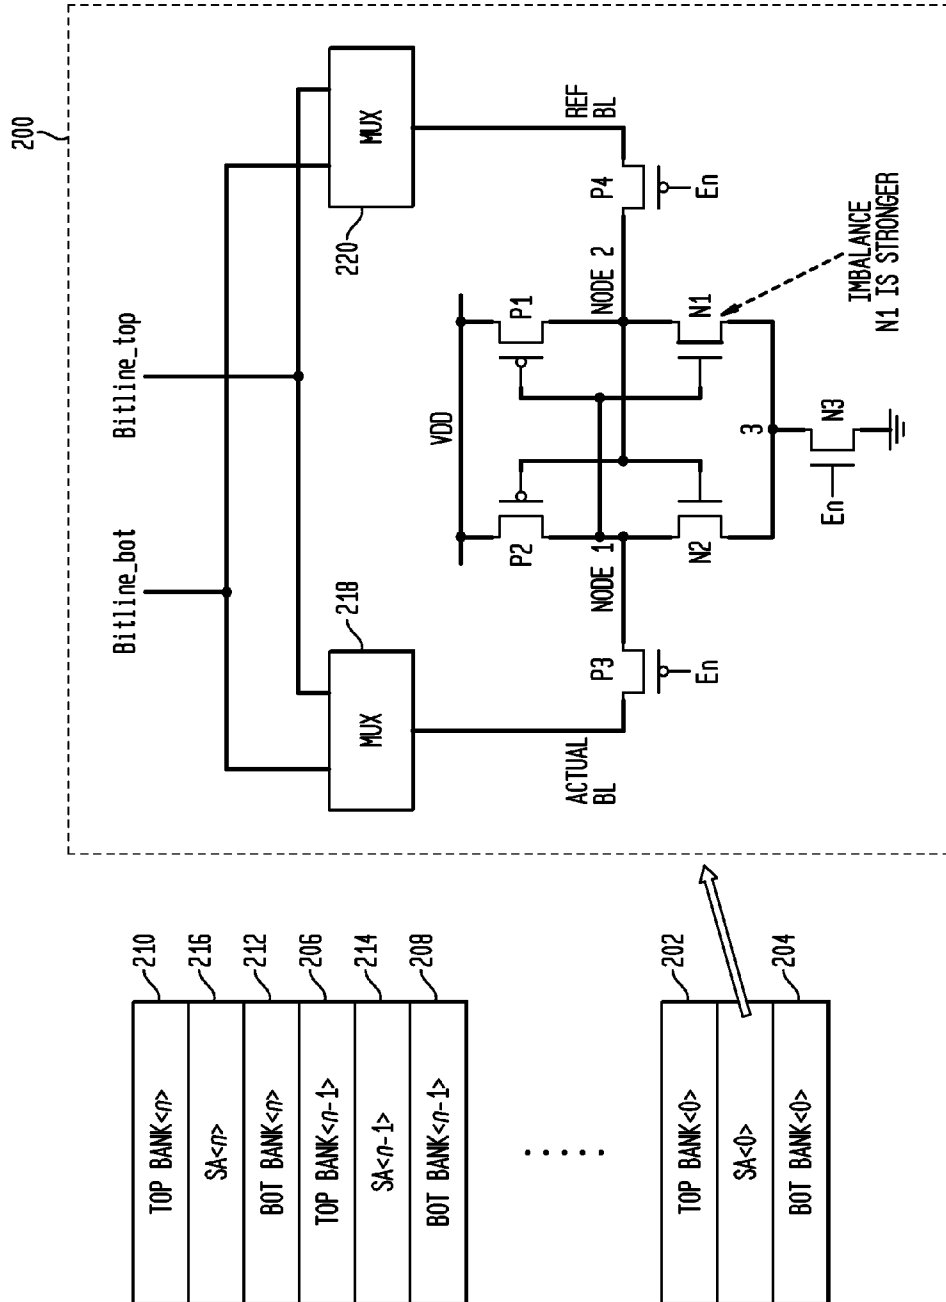 200
Bitline_bot
Bitline_top
MUX
218
MUX
220
ACTUAL
BL
REF
BL
VDD
P2
P1
P3
En
NODE 1
NODE 2
P4
En
N2
N1
3
En
N3
IMBALANCE
N1 IS STRONGER
TOP BANK<n>
210
SA<n>
216
BOT BANK<n>
212
TOP BANK<n-1>
206
SA<n-1>
214
BOT BANK<n-1>
208
TOP BANK<0>
202
SA<0>
BOT BANK<0>
204